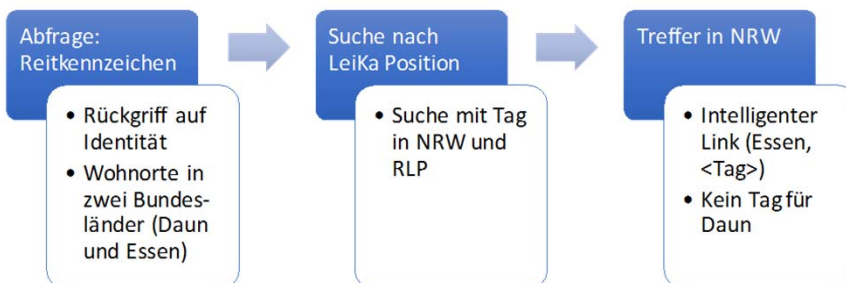 Abfrage:
Reitkennzeichen
• Rückgriff auf
Identität
• Wohnorte in
zwei Bundes-
länder (Daun
und Essen)
Suche nach
LeiKa Position
• Suche mit Tag
in NRW und
RLP
Treffer in NRW
• Intelligenter
Link (Essen,
<Tag>)
• Kein Tag für
Daun